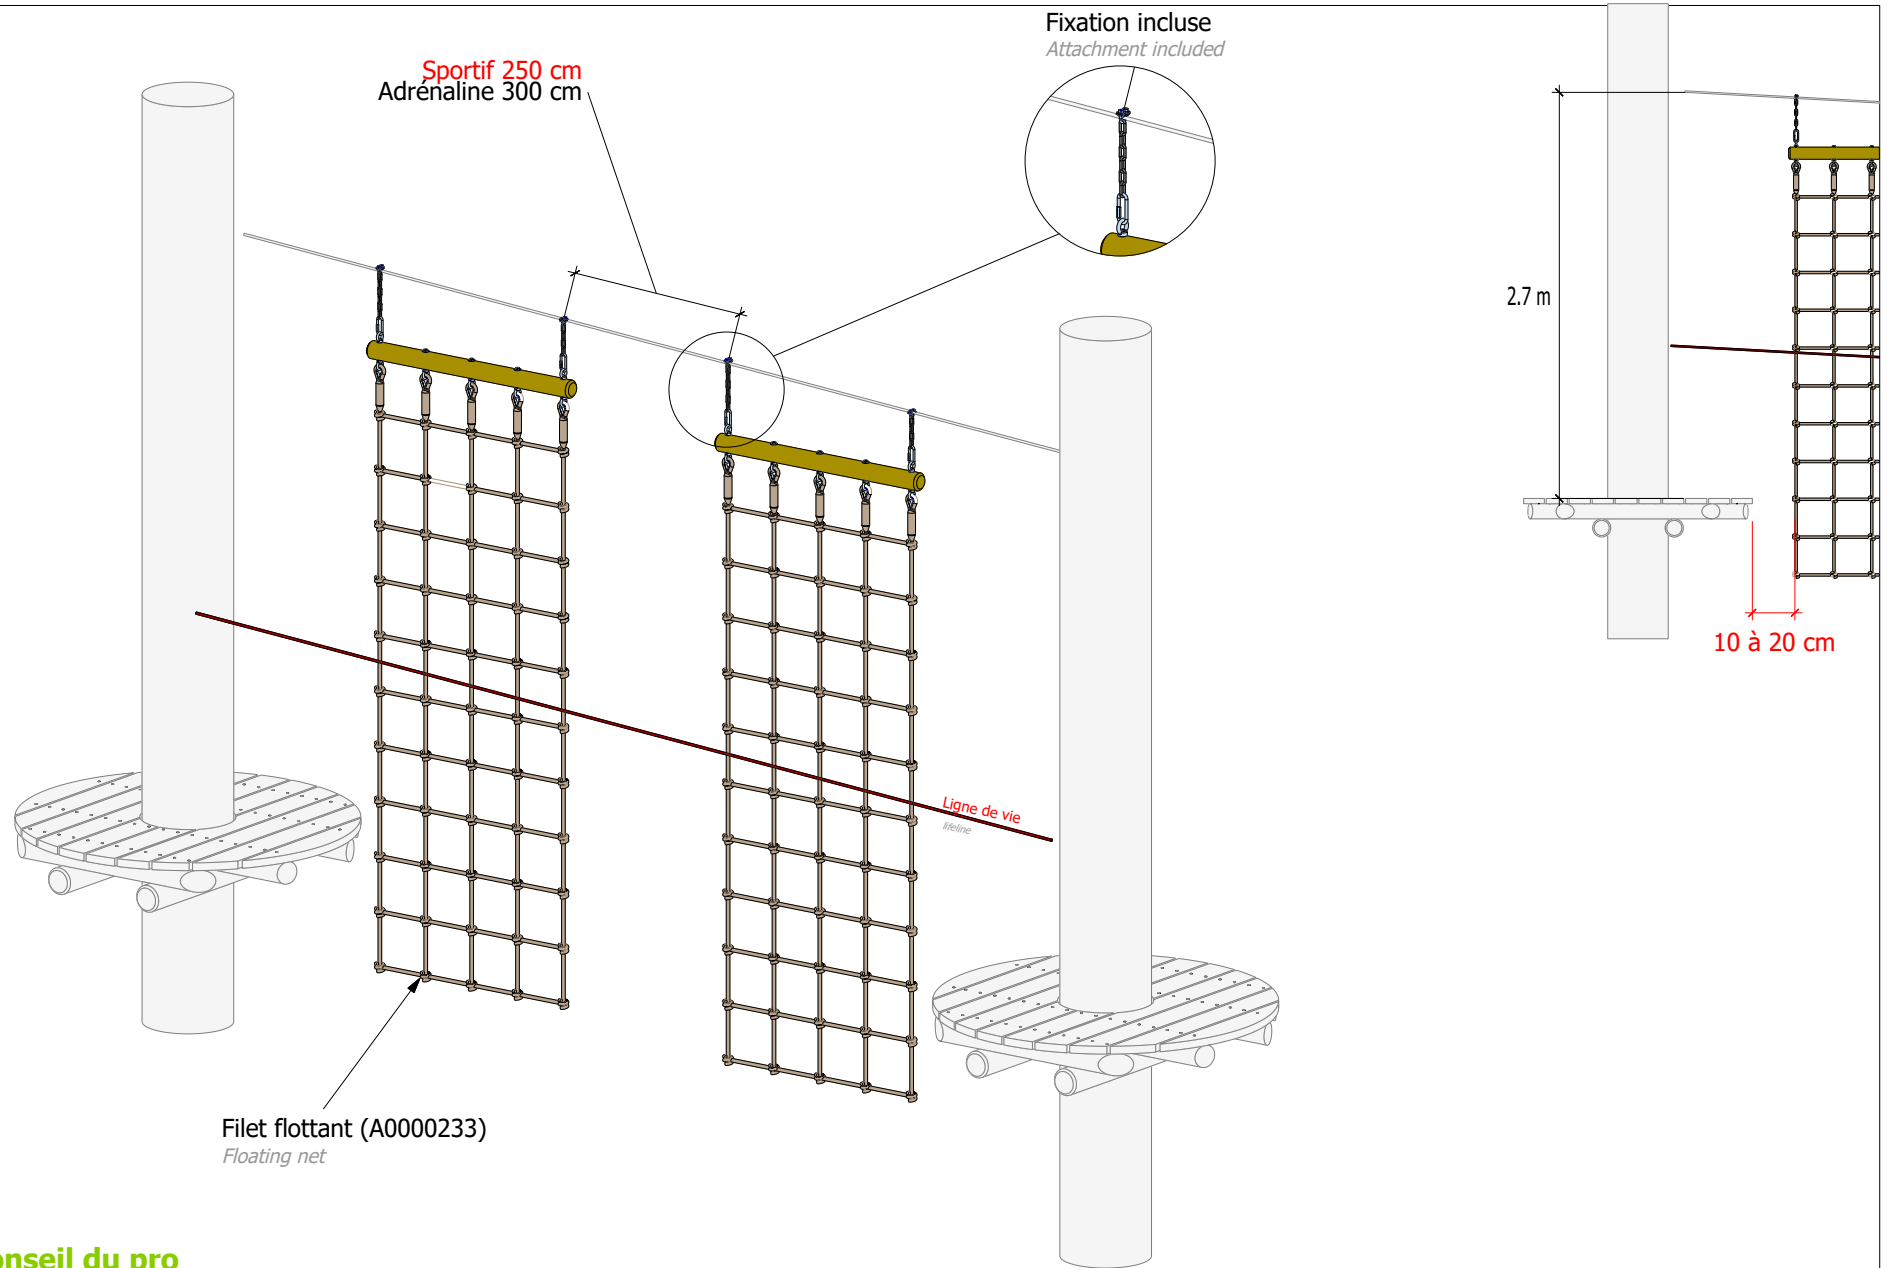 Fixation incluse
Attachment included
Sportif 250 cm
Adrénaline 300 cm
2.7 m
10 à 20 cm
Ligne de vie
lifeline
Filet flottant (A0000233)
Floating net
onseil du pro